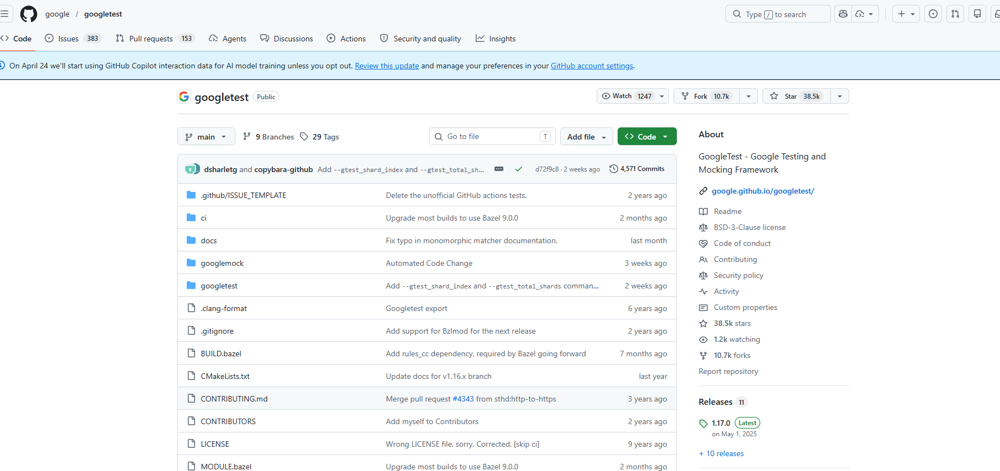 google / googletest
Type / to search
Code Issues 383 Pull requests 153 Agents Discussions Actions Security and quality Insights
On April 24 we'll start using GitHub Copilot interaction data for AI model training unless you opt out. Review this update and manage your preferences in your GitHub account settings.
googletest Public
Watch 1247 Fork 10.7k Star 38.5k
main 9 Branches 29 Tags
Go to file T Add file Code
dsharletg and copybara-github Add --gtest_shard_index and --gtest_total_sh... d72f9c8 · 2 weeks ago 4,571 Commits
.github/ISSUE_TEMPLATE Delete the unofficial GitHub actions tests. 2 years ago
ci Upgrade most builds to use Bazel 9.0.0 2 months ago
docs Fix typo in monomorphic matcher documentation. last month
googlemock Automated Code Change 3 weeks ago
googletest Add --gtest_shard_index and --gtest_total_shards comman... 2 weeks ago
.clang-format Googletest export 6 years ago
.gitignore Add support for Bzlmod for the next release 2 years ago
BUILD.bazel Add rules_cc dependency, required by Bazel going forward 7 months ago
CMakeLists.txt Update docs for v1.16.x branch last year
CONTRIBUTING.md Merge pull request #4343 from sthd:http-to-https 3 years ago
CONTRIBUTORS Add myself to Contributors 2 years ago
LICENSE Wrong LICENSE file, sorry. Corrected. [skip ci] 9 years ago
MODULE.bazel Upgrade most builds to use Bazel 9.0.0 2 months ago
About
GoogleTest - Google Testing and
Mocking Framework
google.github.io/googletest/
Readme
BSD-3-Clause license
Code of conduct
Contributing
Security policy
Activity
Custom properties
38.5k stars
1.2k watching
10.7k forks
Report repository
Releases 11
1.17.0 Latest
on May 1, 2025
+ 10 releases